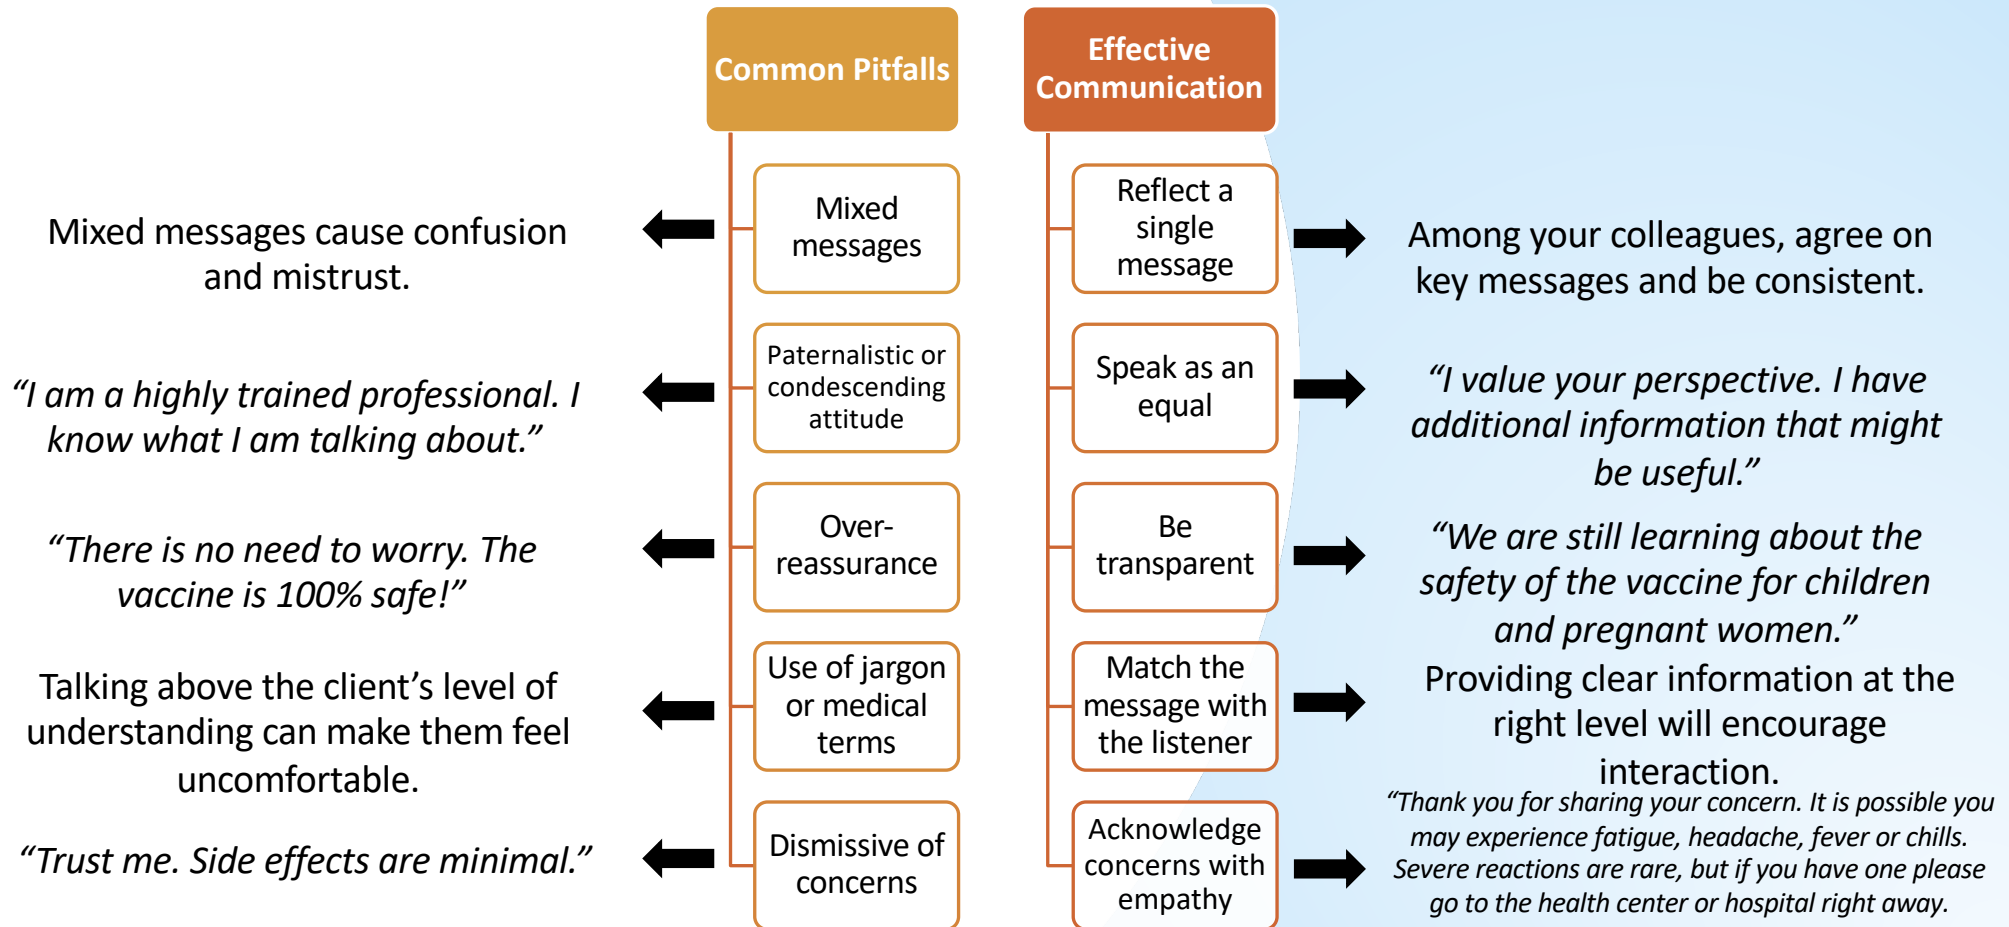 Common Pitfalls
Effective
Communication
Mixed messages cause confusion
and mistrust.
Mixed
messages
Reflect a
single
message
Among your colleagues, agree on
key messages and be consistent.
“I am a highly trained professional. I
know what I am talking about.”
Paternalistic or
condescending
attitude
Speak as an
equal
“I value your perspective. I have
additional information that might
be useful.”
“There is no need to worry. The
vaccine is 100% safe!”
Over-
reassurance
Be
transparent
“We are still learning about the
safety of the vaccine for children
and pregnant women.”
Talking above the client’s level of
understanding can make them feel
uncomfortable.
Use of jargon
or medical
terms
Match the
message with
the listener
Providing clear information at the
right level will encourage
interaction.
“Trust me. Side effects are minimal.”
Dismissive of
concerns
Acknowledge
concerns with
empathy
“Thank you for sharing your concern. It is possible you
may experience fatigue, headache, fever or chills.
Severe reactions are rare, but if you have one please
go to the health center or hospital right away.